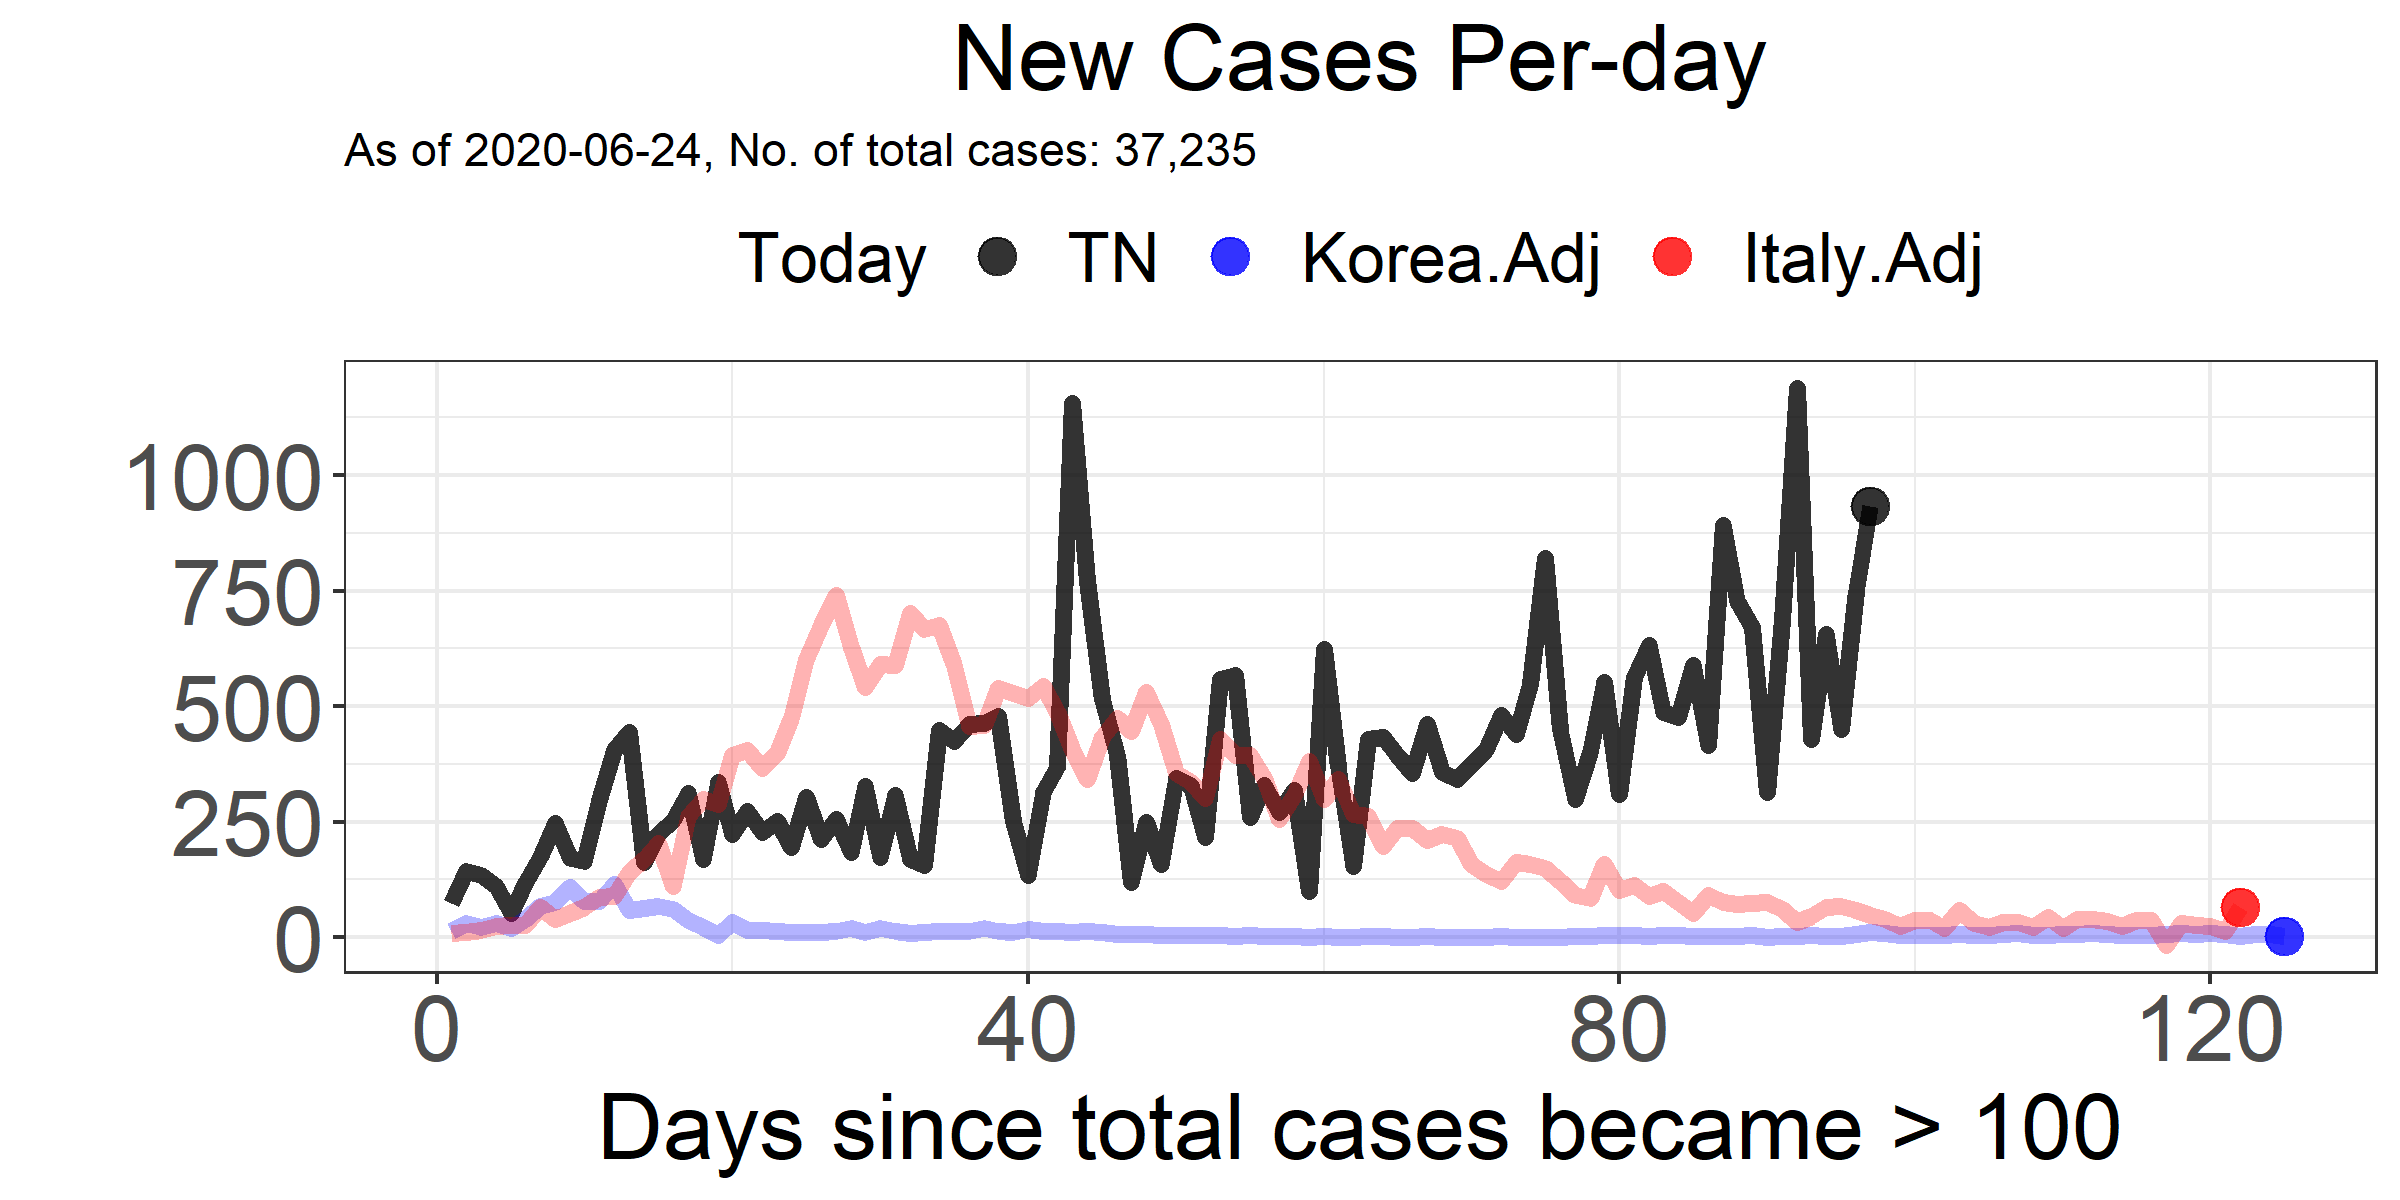 New Cases Per-day
As of 2020-06-24, No. of total cases: 37,235
Today TN Korea.Adj Italy.Adj
1000
750
500
250
0
0 40 80 120
Days since total cases became > 100